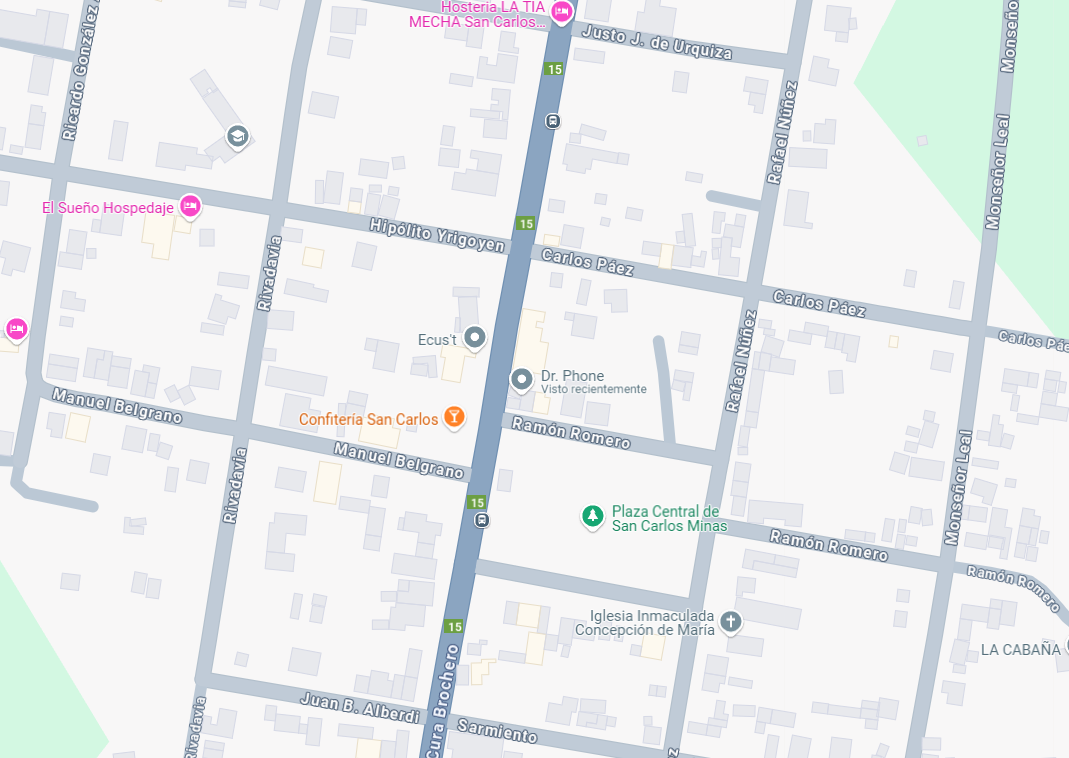 Hosteria LA TIA
MECHA San Carlos...
Justo J. de Urquiza
Ricardo González
15
Monseño
Rafael Núñez
Monseñor Leal
El Sueño Hospedaje
15
Hipólito Yrigoyen
Carlos Páez
Rivadavia
Carlos Páez
Carlos Páe
Ecus't
Rafael Núñez
Dr. Phone
Visto recientemente
Manuel Belgrano
Confitería San Carlos
Ramón Romero
Manuel Belgrano
Rivadavia
Monseñor Leal
15
Plaza Central de
San Carlos Minas
Ramón Romero
Ramón Romero
15
Iglesia Inmaculada
Concepción de María
LA CABAÑA
Cura Brochero
Juan B. Alberdi
Sarmiento
Rivadavia
z